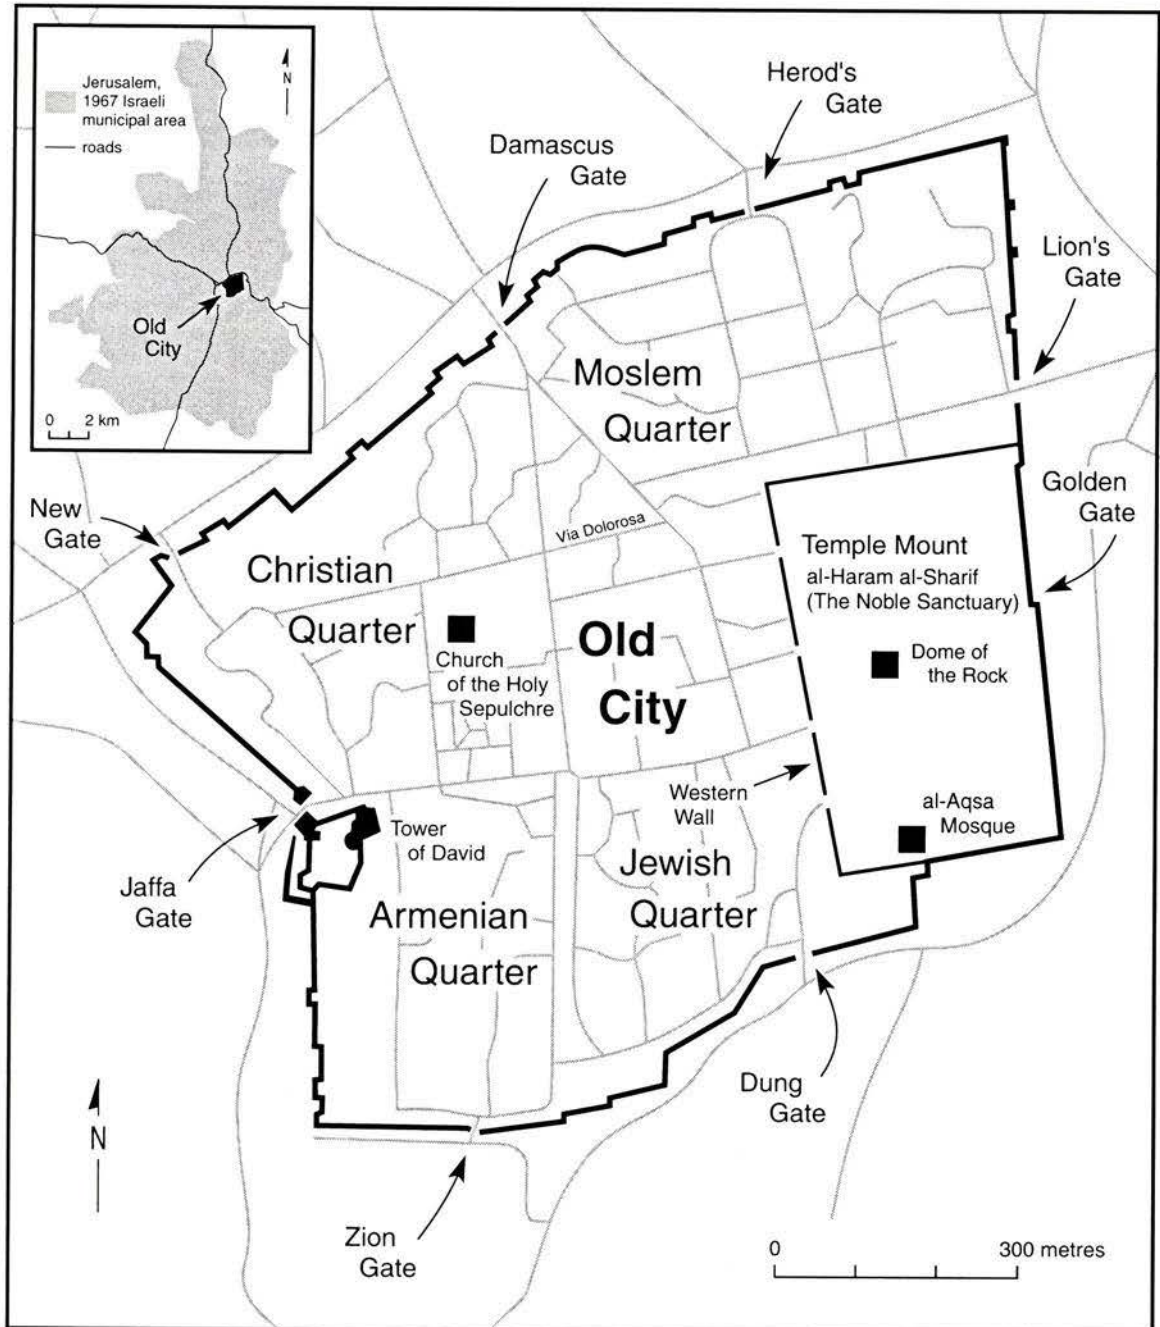 N
Jerusalem,
1967 Israeli
municipal area
roads
Old
City
0 2 km
Herod's
Gate
Damascus
Gate
Lion's
Gate
Moslem
Quarter
Golden
Gate
New
Gate
Via Dolorosa
Christian
Quarter
Temple Mount
al-Haram al-Sharif
(The Noble Sanctuary)
Old
City
Church
of the Holy
Sepulchre
Dome of
the Rock
Western
Wall
al-Aqsa
Mosque
Tower
of David
Jewish
Quarter
Jaffa
Gate
Armenian
Quarter
Dung
Gate
N
Zion
Gate
0 300 metres